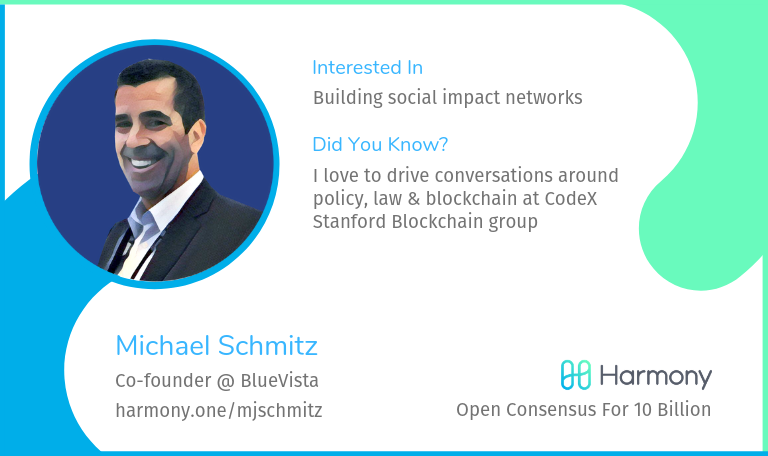 Interested In
Building social impact networks
Did You Know?
I love to drive conversations around
policy, law & blockchain at CodeX
Stanford Blockchain group
Michael Schmitz
Co-founder @ BlueVista
harmony.one/mjschmitz
Harmony
Open Consensus For 10 Billion